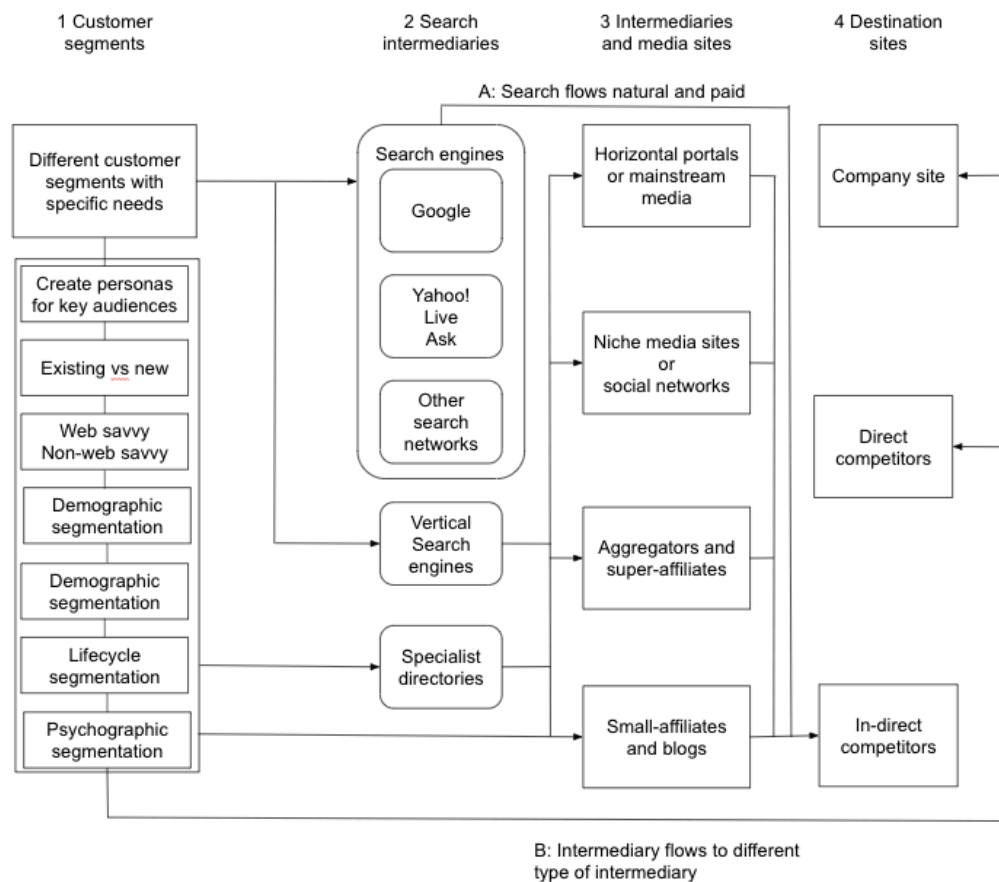 1 Customer
segments
2 Search
intermediaries
3 Intermediaries
and media sites
4 Destination
sites
A: Search flows natural and paid
Different customer
segments with
specific needs
Create personas
for key audiences
Existing vs new
Web savvy
Non-web savvy
Demographic
segmentation
Demographic
segmentation
Lifecycle
segmentation
Psychographic
segmentation
Search engines
Google
Yahoo!
Live
Ask
Other
search
networks
Vertical
Search
engines
Specialist
directories
Horizontal portals
or mainstream
media
Niche media sites
or
social networks
Aggregators and
super-affiliates
Small-affiliates
and blogs
Company site
Direct
competitors
In-direct
competitors
B: Intermediary flows to different
type of intermediary